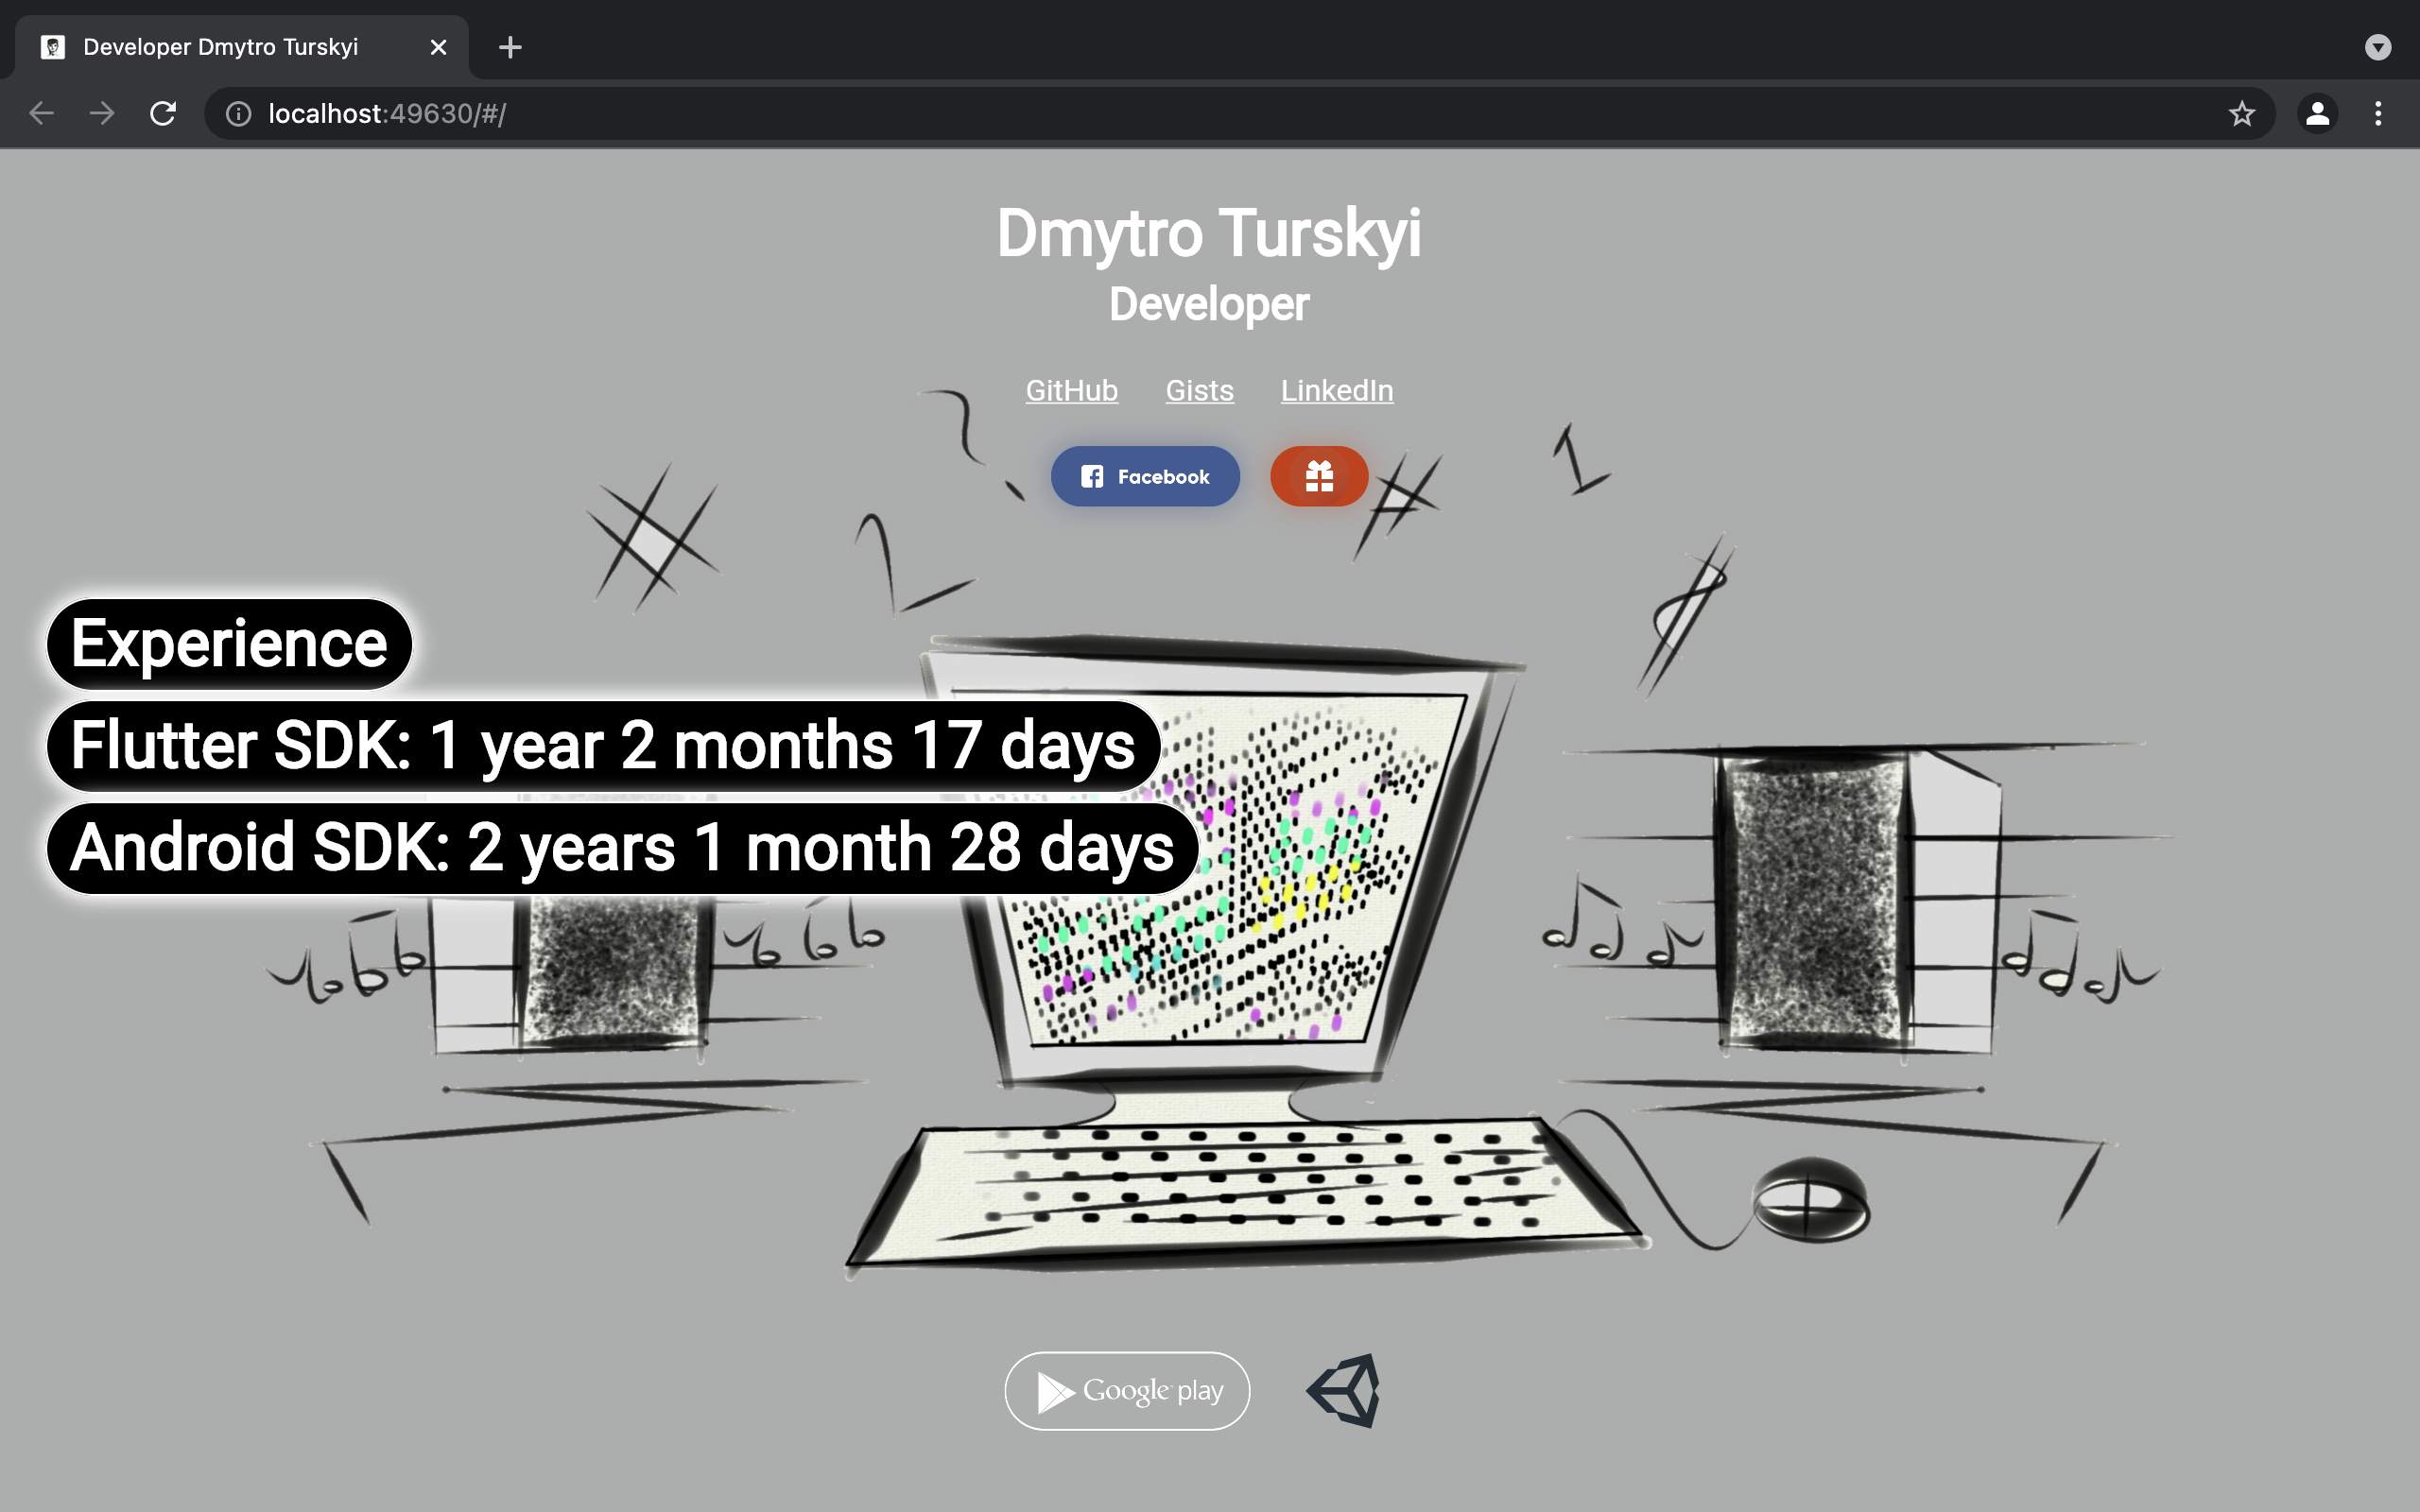 Developer Dmytro Turskyi
localhost:49630/#/
Dmytro Turskyi
Developer
GitHub Gists LinkedIn
Facebook
Experience
Flutter SDK: 1 year 2 months 17 days
Android SDK: 2 years 1 month 28 days
Google play